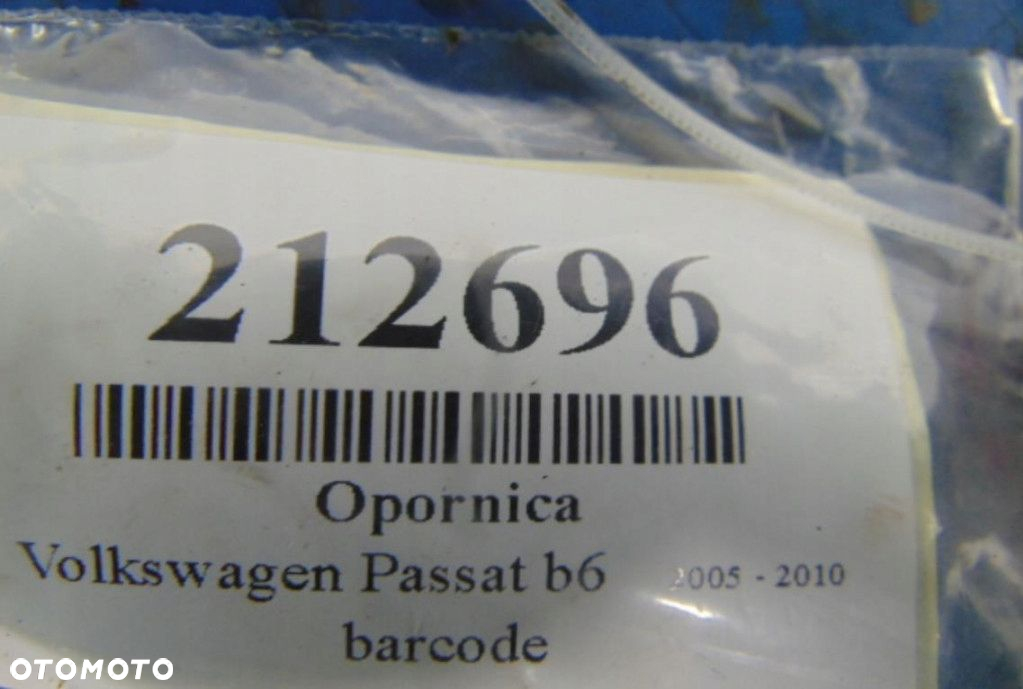 212696
Opornica
Volkswagen Passat b6 2005 - 2010
barcode
OTOMOTO